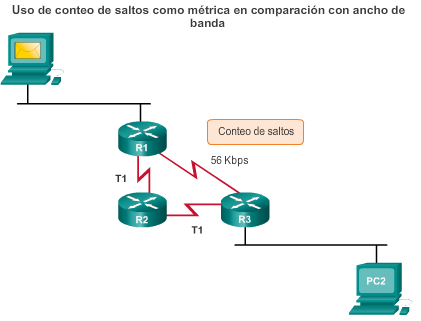 Uso de conteo de saltos como métrica en comparación con ancho de
banda
Conteo de saltos
R1
56 Kbps
T1
R2
R3
T1
PC2